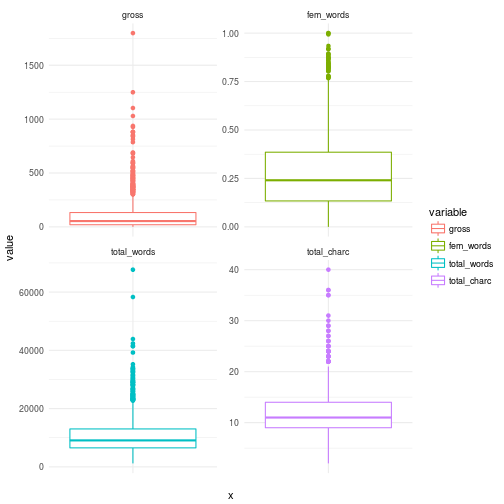 gross
fem_words
1500
1000
500
0
1.00
0.75
0.50
0.25
0.00
total_words
total_charc
60000
40000
20000
0
40
30
20
10
value
x
variable
gross
fem_words
total_words
total_charc